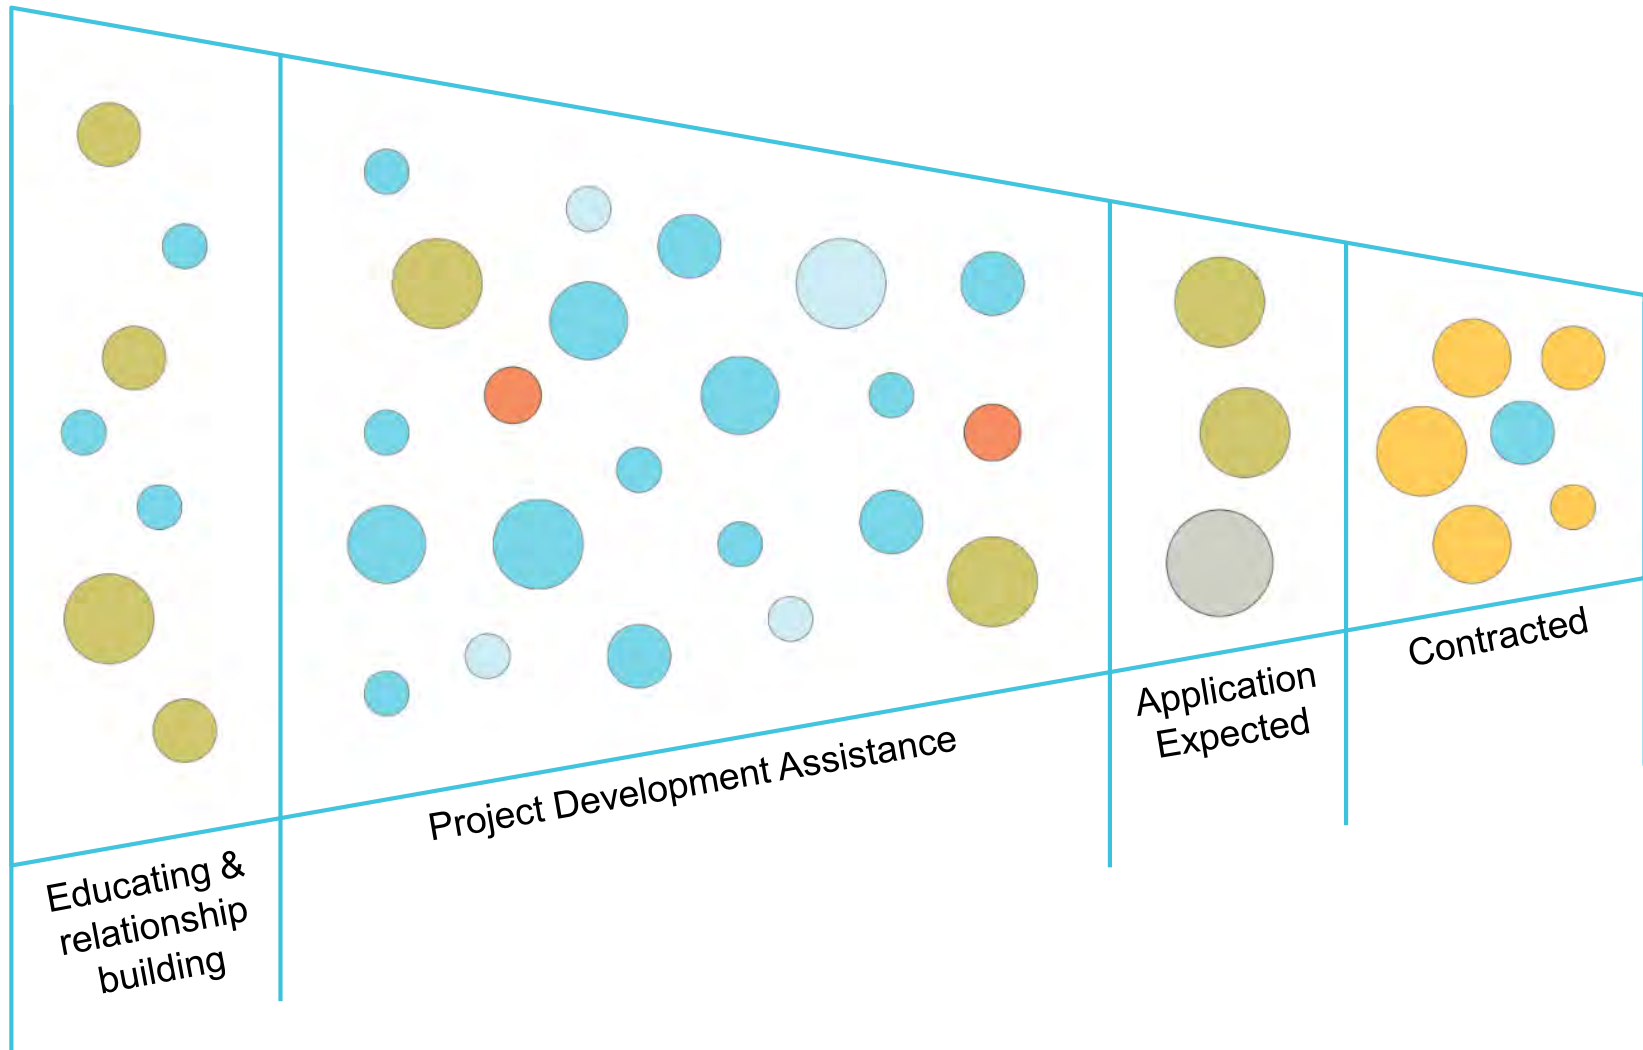 Educating &
relationship
building
Project Development Assistance
Application
Expected
Contracted